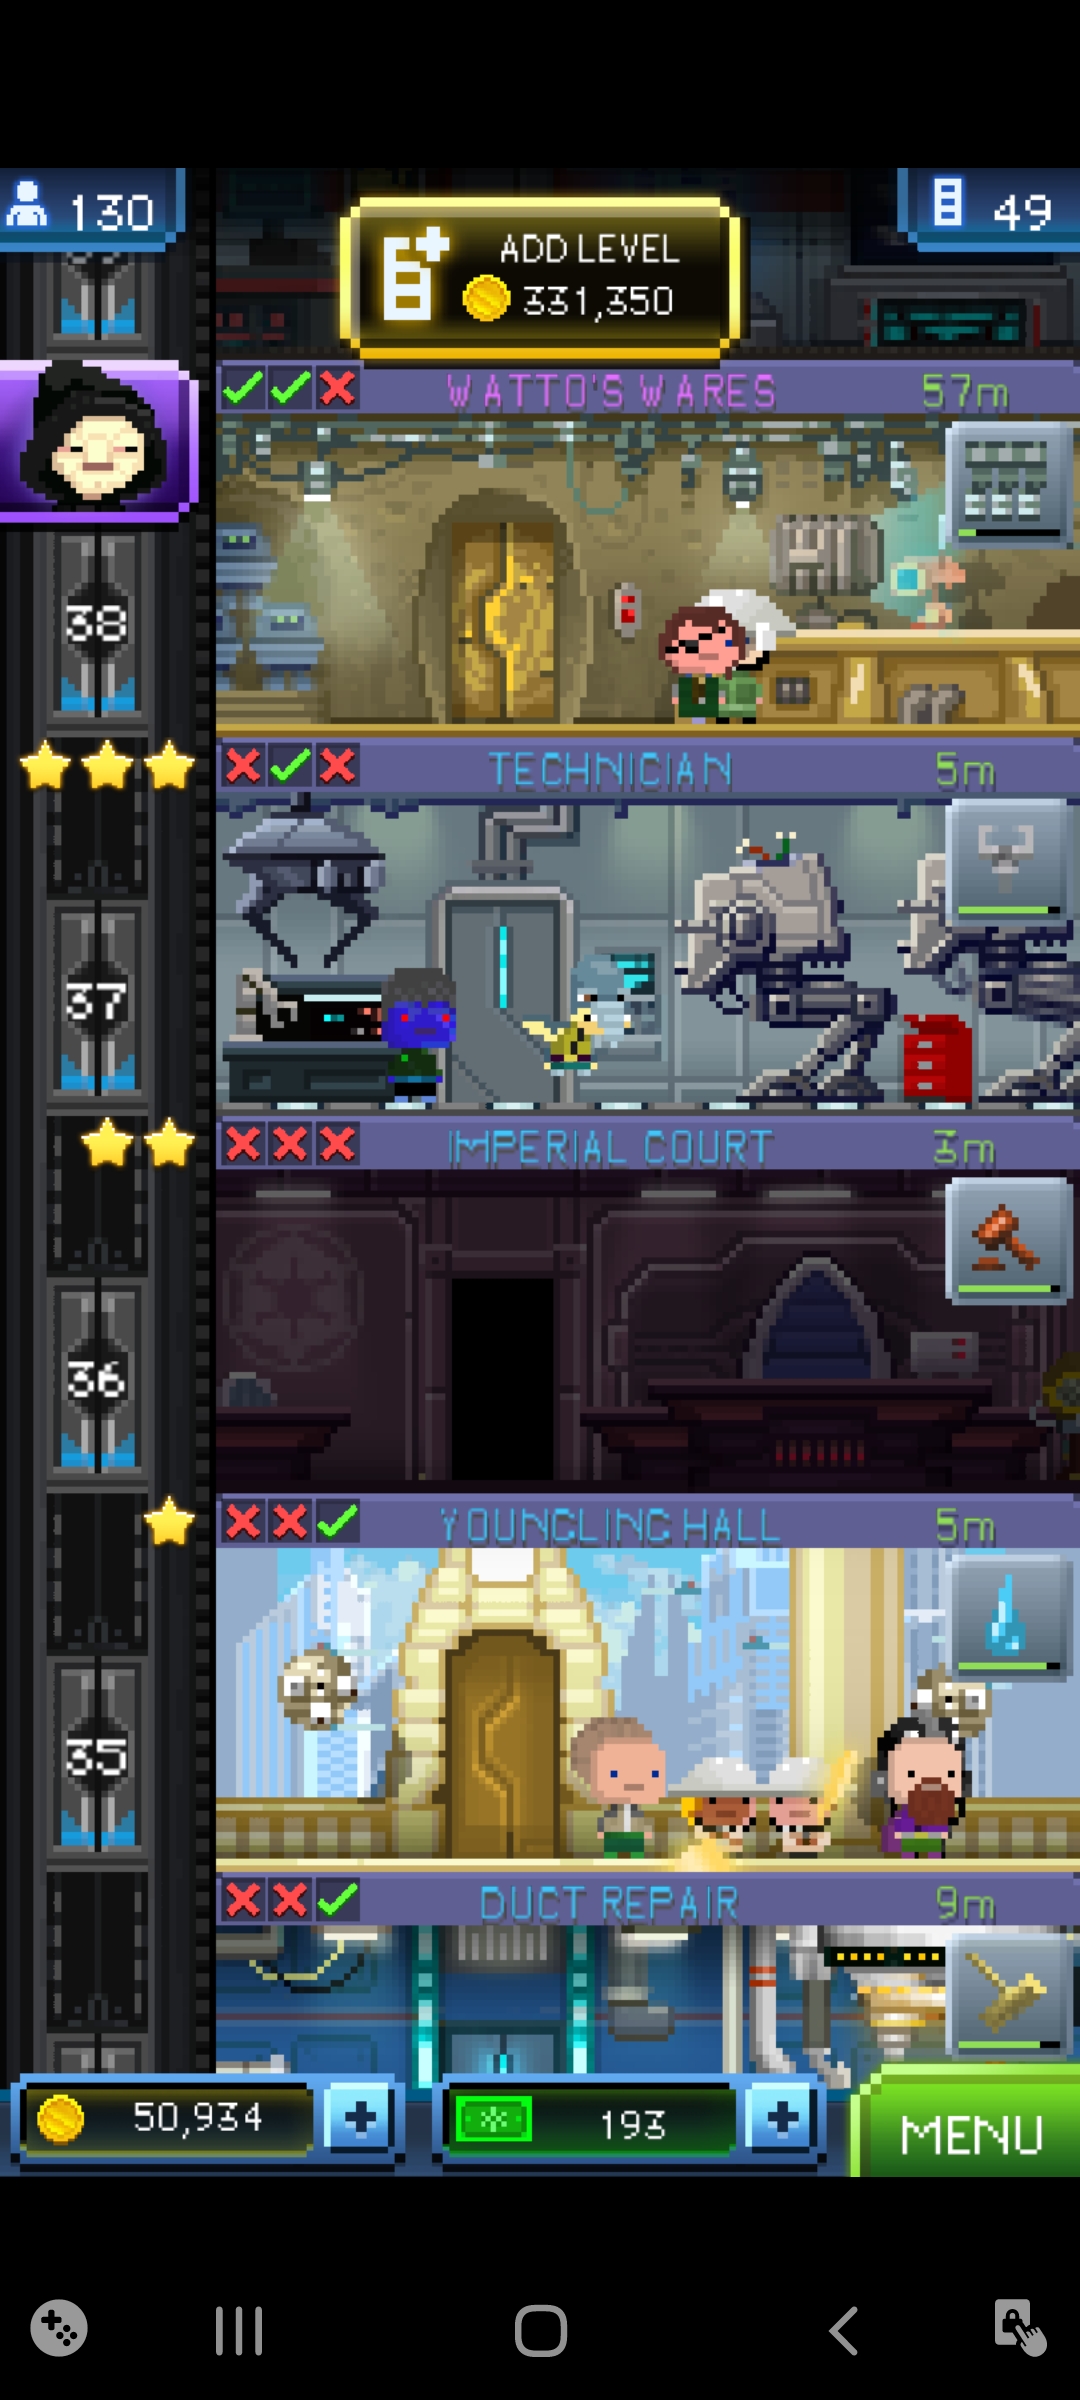 130
ADD LEVEL
331,350
49
WATTO'S WARES 57m
38
TECHNICIAN 5m
37
IMPERIAL COURT 3m
36
YOUNGLING HALL 5m
35
DUCT REPAIR 9m
50,934
193
MENU